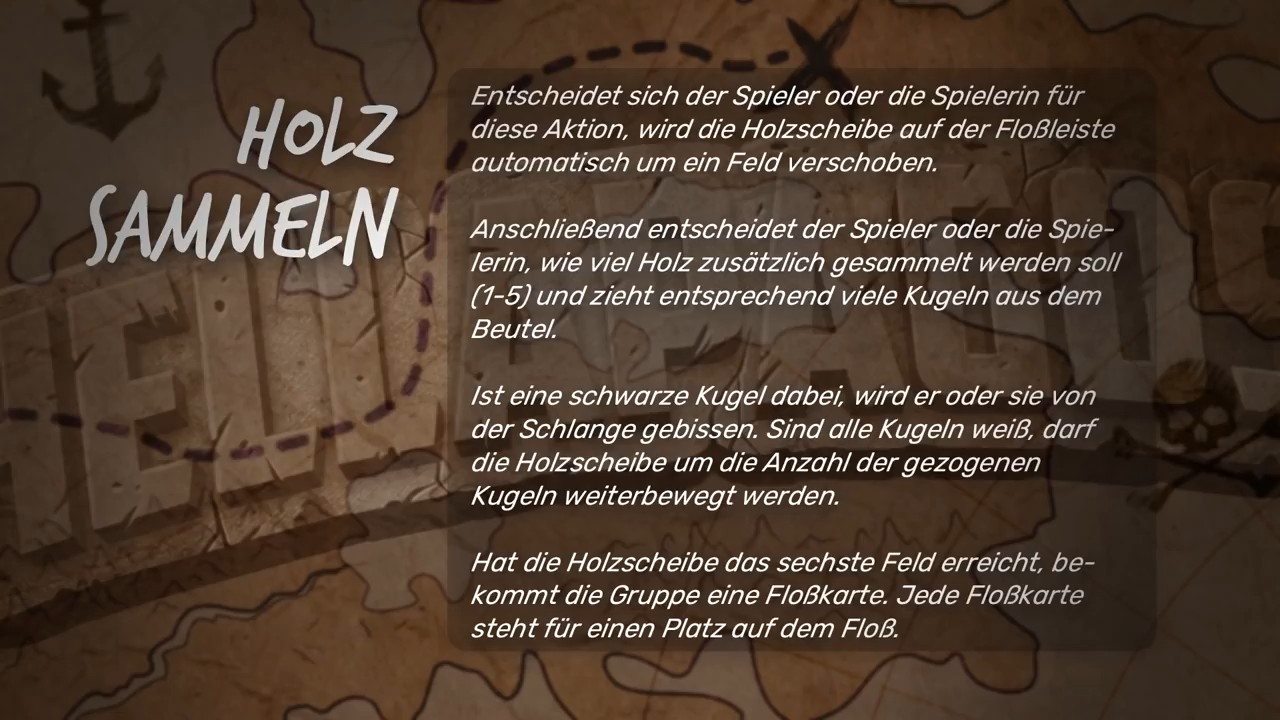 HOLZ
SAMMELN
Entscheidet sich der Spieler oder die Spielerin für
diese Aktion, wird die Holzscheibe auf der Floßleiste
automatisch um ein Feld verschoben.
Anschließend entscheidet der Spieler oder die Spie-
lerin, wie viel Holz zusätzlich gesammelt werden soll
(1-5) und zieht entsprechend viele Kugeln aus dem
Beutel.
Ist eine schwarze Kugel dabei, wird er oder sie von
der Schlange gebissen. Sind alle Kugeln weiß, darf
die Holzscheibe um die Anzahl der gezogenen
Kugeln weiterbewegt werden.
Hat die Holzscheibe das sechste Feld erreicht, be-
kommt die Gruppe eine Floßkarte. Jede Floßkarte
steht für einen Platz auf dem Floß.